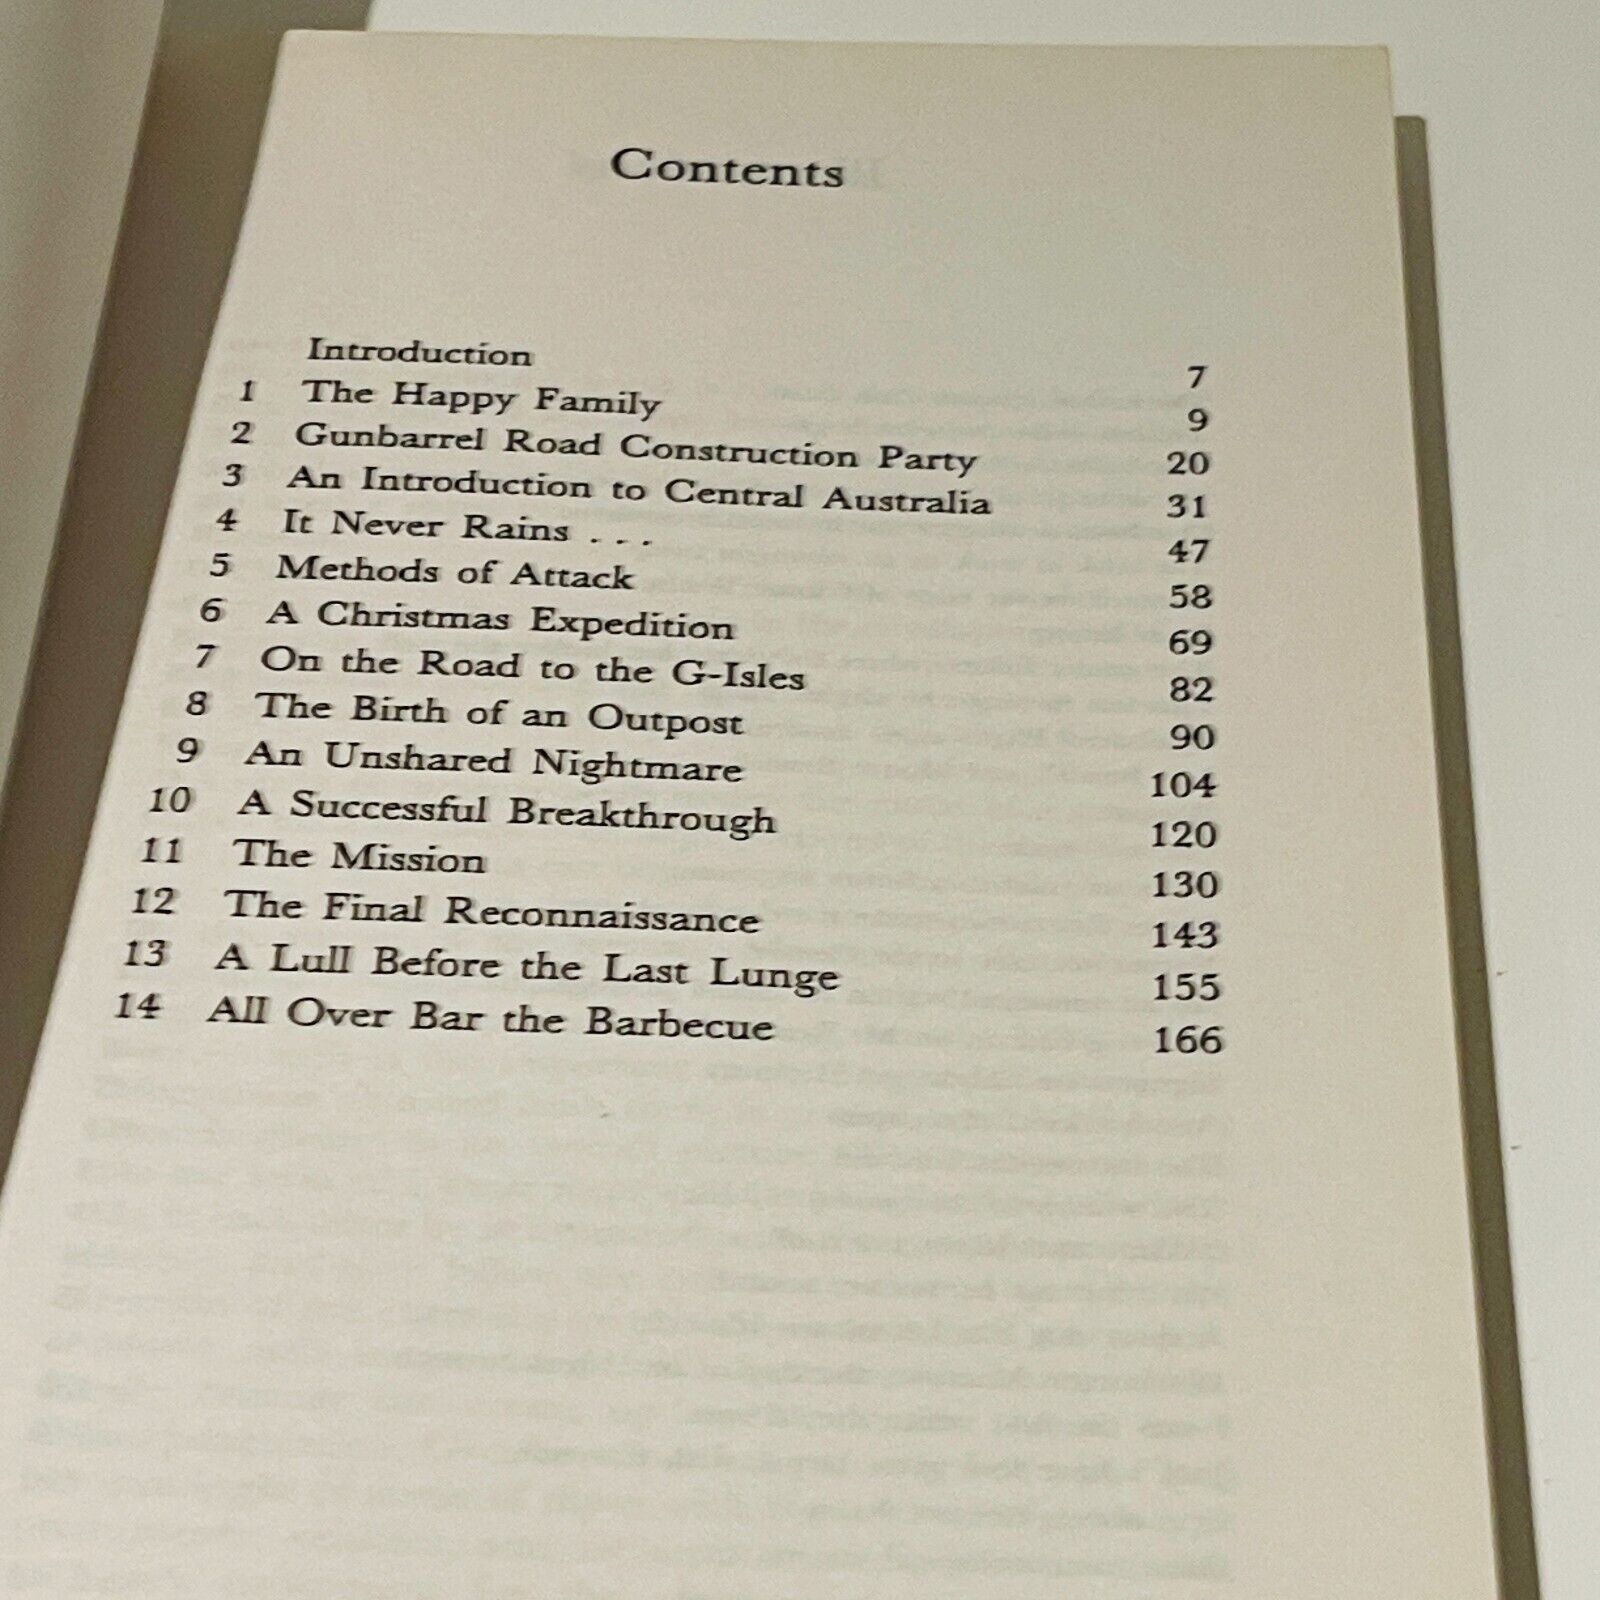 Contents
Introduction 7
1 The Happy Family 9
2 Gunbarrel Road Construction Party 20
3 An Introduction to Central Australia 31
4 It Never Rains . . . 47
5 Methods of Attack 58
6 A Christmas Expedition 69
7 On the Road to the G-Isles 82
8 The Birth of an Outpost 90
9 An Unshared Nightmare 104
10 A Successful Breakthrough 120
11 The Mission 130
12 The Final Reconnaissance 143
13 A Lull Before the Last Lunge 155
14 All Over Bar the Barbecue 166